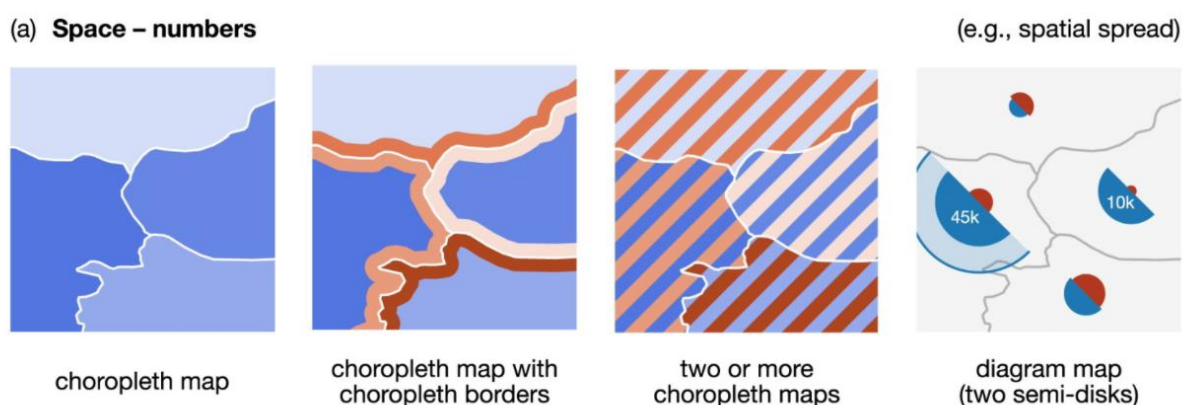 (a) Space – numbers
(e.g., spatial spread)
45k
10k
choropleth map
choropleth map with
choropleth borders
two or more
choropleth maps
diagram map
(two semi-disks)